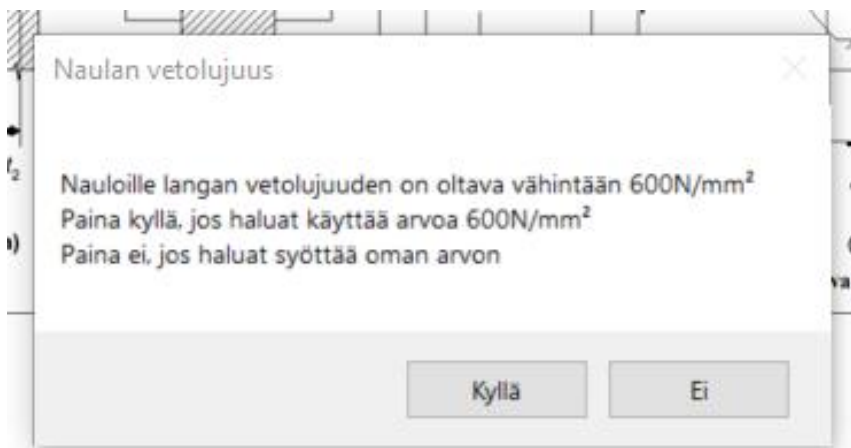 Naulan vetolujuus
Nauloille langan vetolujuuden on oltava vähintään 600N/mm²
Paina kyllä, jos haluat käyttää arvoa 600N/mm²
Paina ei, jos haluat syöttää oman arvon
Kyllä
Ei